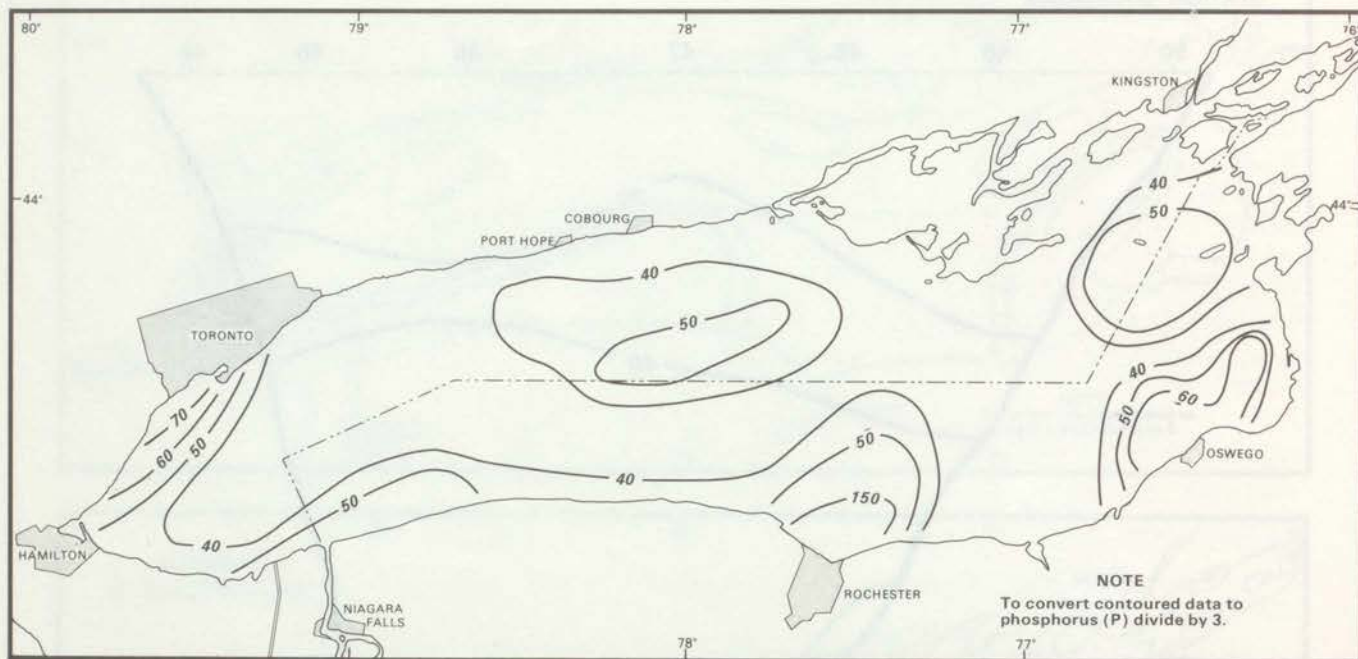 80°
79°
78°
77°
76°
KINGSTON
44°
44°
40
50
COBOURG
PORT HOPE
40
50
TORONTO
70
60
50
40
50
40
50
150
40
50
60
OSWEGO
HAMILTON
40
NIAGARA
FALLS
ROCHESTER
NOTE
To convert contoured data to
phosphorus (P) divide by 3.
78°
77°